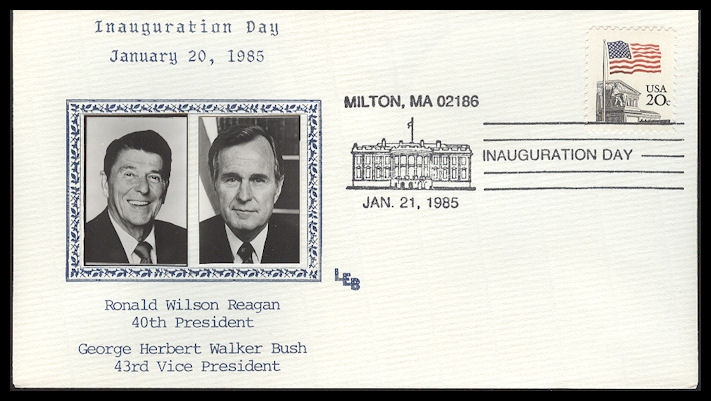 Inauguration Day
January 20, 1985
USA
20c
MILTON, MA 02186
INAUGURATION DAY
JAN. 21, 1985
LEB
Ronald Wilson Reagan
40th President
George Herbert Walker Bush
43rd Vice President